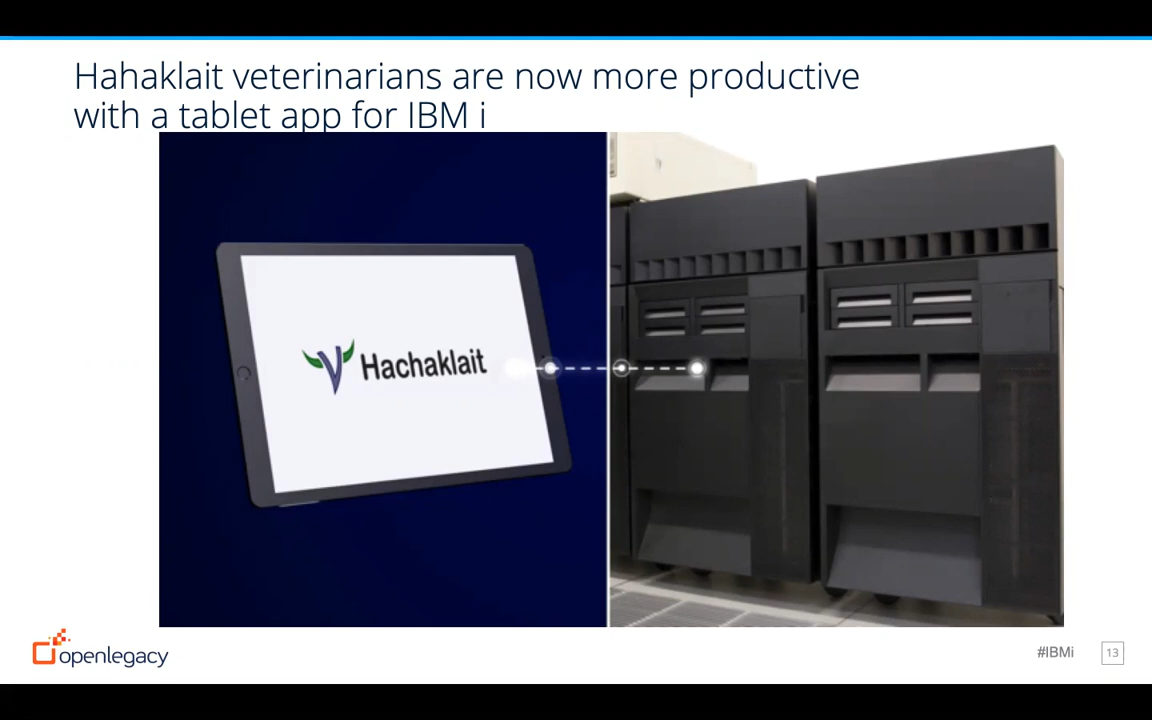 Hahaklait veterinarians are now more productive
with a tablet app for IBM i
Hachaklait
openlegacy
#IBMi
13